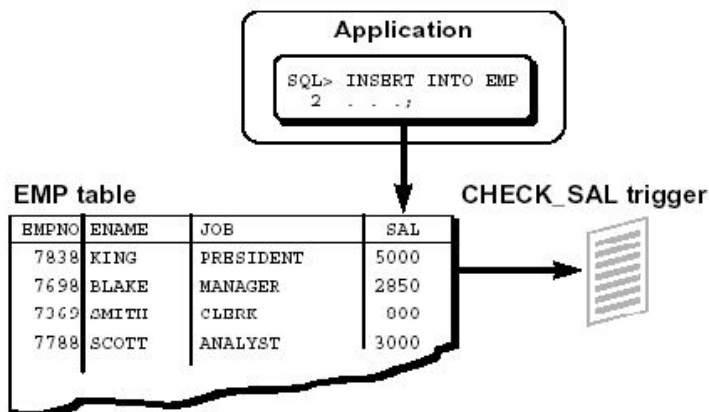 Application
SQL> INSERT INTO EMP
2 . . .;
EMP table
CHECK_SAL trigger
EMPNO ENAME JOB SAL
7838 KING PRESIDENT 5000
7698 BLAKE MANAGER 2850
7369 SMITH CLERK 800
7788 SCOTT ANALYST 3000